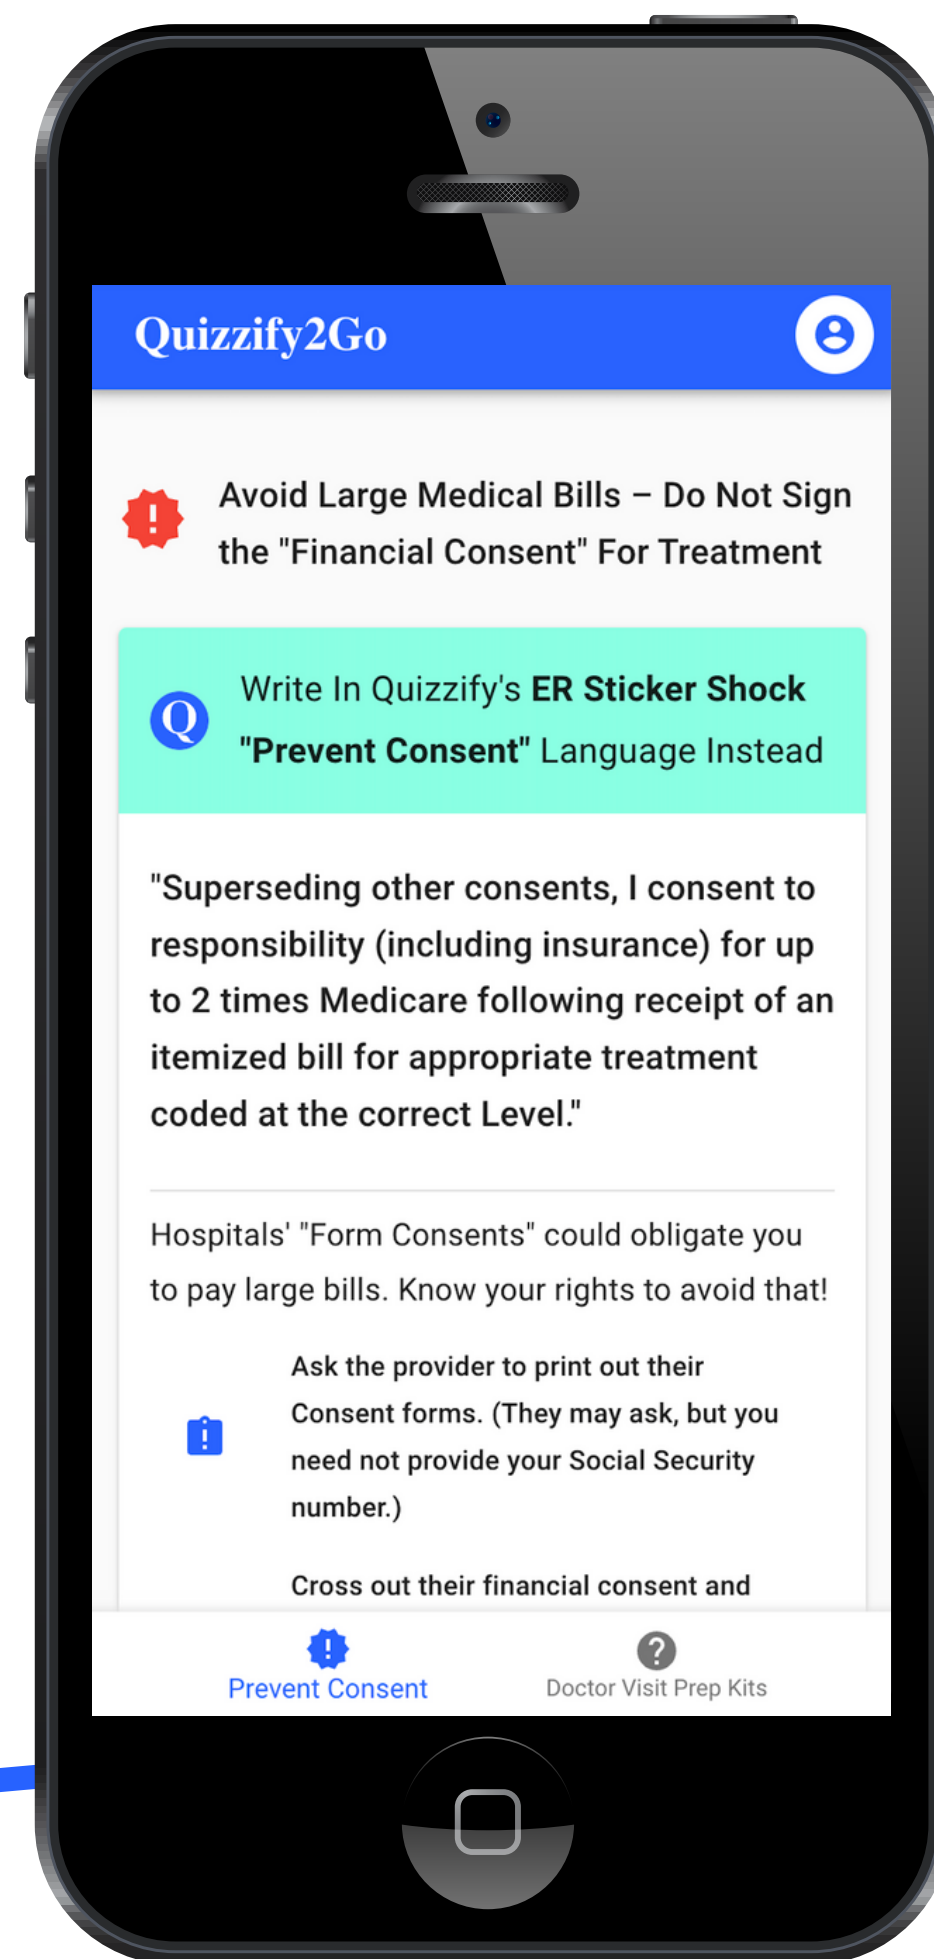 Quizzify2Go
Avoid Large Medical Bills – Do Not Sign
the "Financial Consent" For Treatment
Q
Write In Quizzify's ER Sticker Shock
"Prevent Consent" Language Instead
"Superseding other consents, I consent to
responsibility (including insurance) for up
to 2 times Medicare following receipt of an
itemized bill for appropriate treatment
coded at the correct Level."
Hospitals' "Form Consents" could obligate you
to pay large bills. Know your rights to avoid that!
Ask the provider to print out their
Consent forms. (They may ask, but you
need not provide your Social Security
number.)
Cross out their financial consent and
Prevent Consent
Doctor Visit Prep Kits